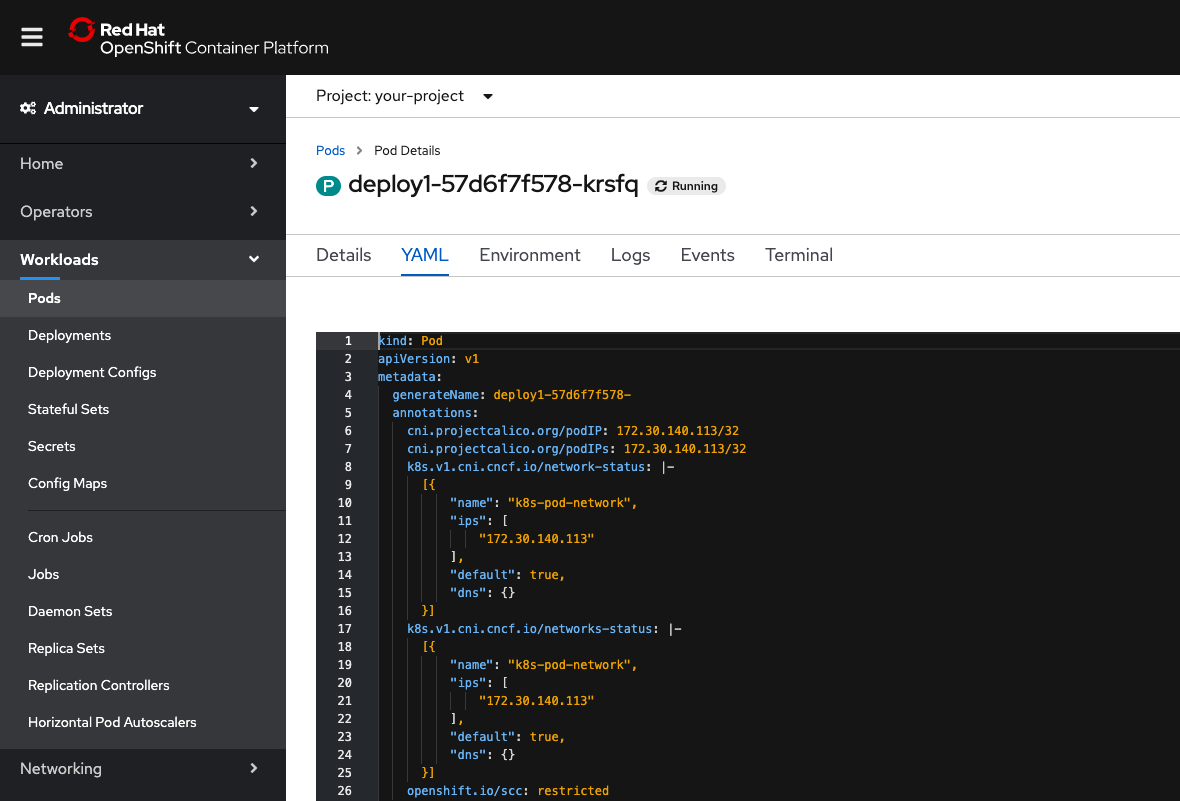 Red Hat
OpenShift Container Platform
Administrator
Home
Operators
Workloads
Pods
Deployments
Deployment Configs
Stateful Sets
Secrets
Config Maps
Cron Jobs
Jobs
Daemon Sets
Replica Sets
Replication Controllers
Horizontal Pod Autoscalers
Networking
Project: your-project
Pods > Pod Details
P deploy1-57d6f7f578-krsfq Running
Details YAML Environment Logs Events Terminal
1 kind: Pod
2 apiVersion: v1
3 metadata:
4 generateName: deploy1-57d6f7f578-
5 annotations:
6 cni.projectcalico.org/podIP: 172.30.140.113/32
7 cni.projectcalico.org/podIPs: 172.30.140.113/32
8 k8s.v1.cni.cncf.io/network-status: |-
9 [{
10 "name": "k8s-pod-network",
11 "ips": [
12 "172.30.140.113"
13 ],
14 "default": true,
15 "dns": {}
16 }]
17 k8s.v1.cni.cncf.io/networks-status: |-
18 [{
19 "name": "k8s-pod-network",
20 "ips": [
21 "172.30.140.113"
22 ],
23 "default": true,
24 "dns": {}
25 }]
26 openshift.io/scc: restricted